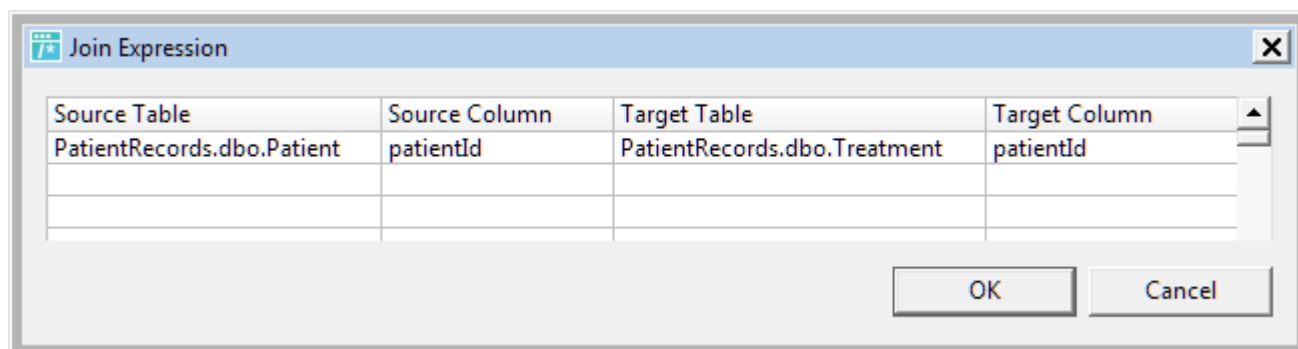 Join Expression
Source Table Source Column Target Table Target Column
PatientRecords.dbo.Patient patientId PatientRecords.dbo.Treatment patientId
OK Cancel